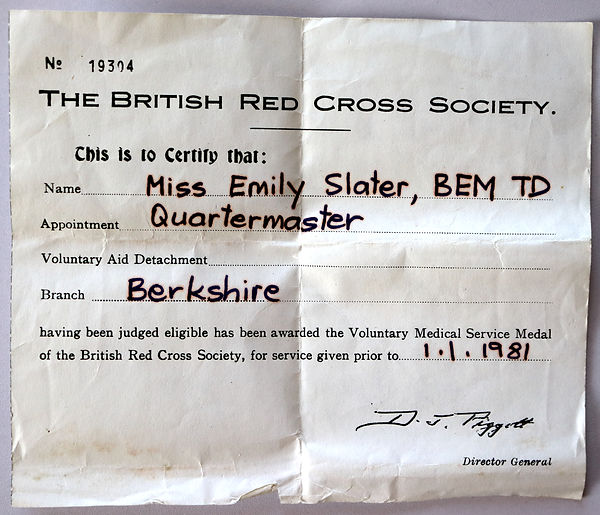 Nº 19304
THE BRITISH RED CROSS SOCIETY.
This is to Certify that:
Name Miss Emily Slater, BEM TD
Appointment Quartermaster
Voluntary Aid Detachment
Branch Berkshire
having been judged eligible has been awarded the Voluntary Medical Service Medal
of the British Red Cross Society, for service given prior to 1.1.1981
D. J. Piggott
Director General